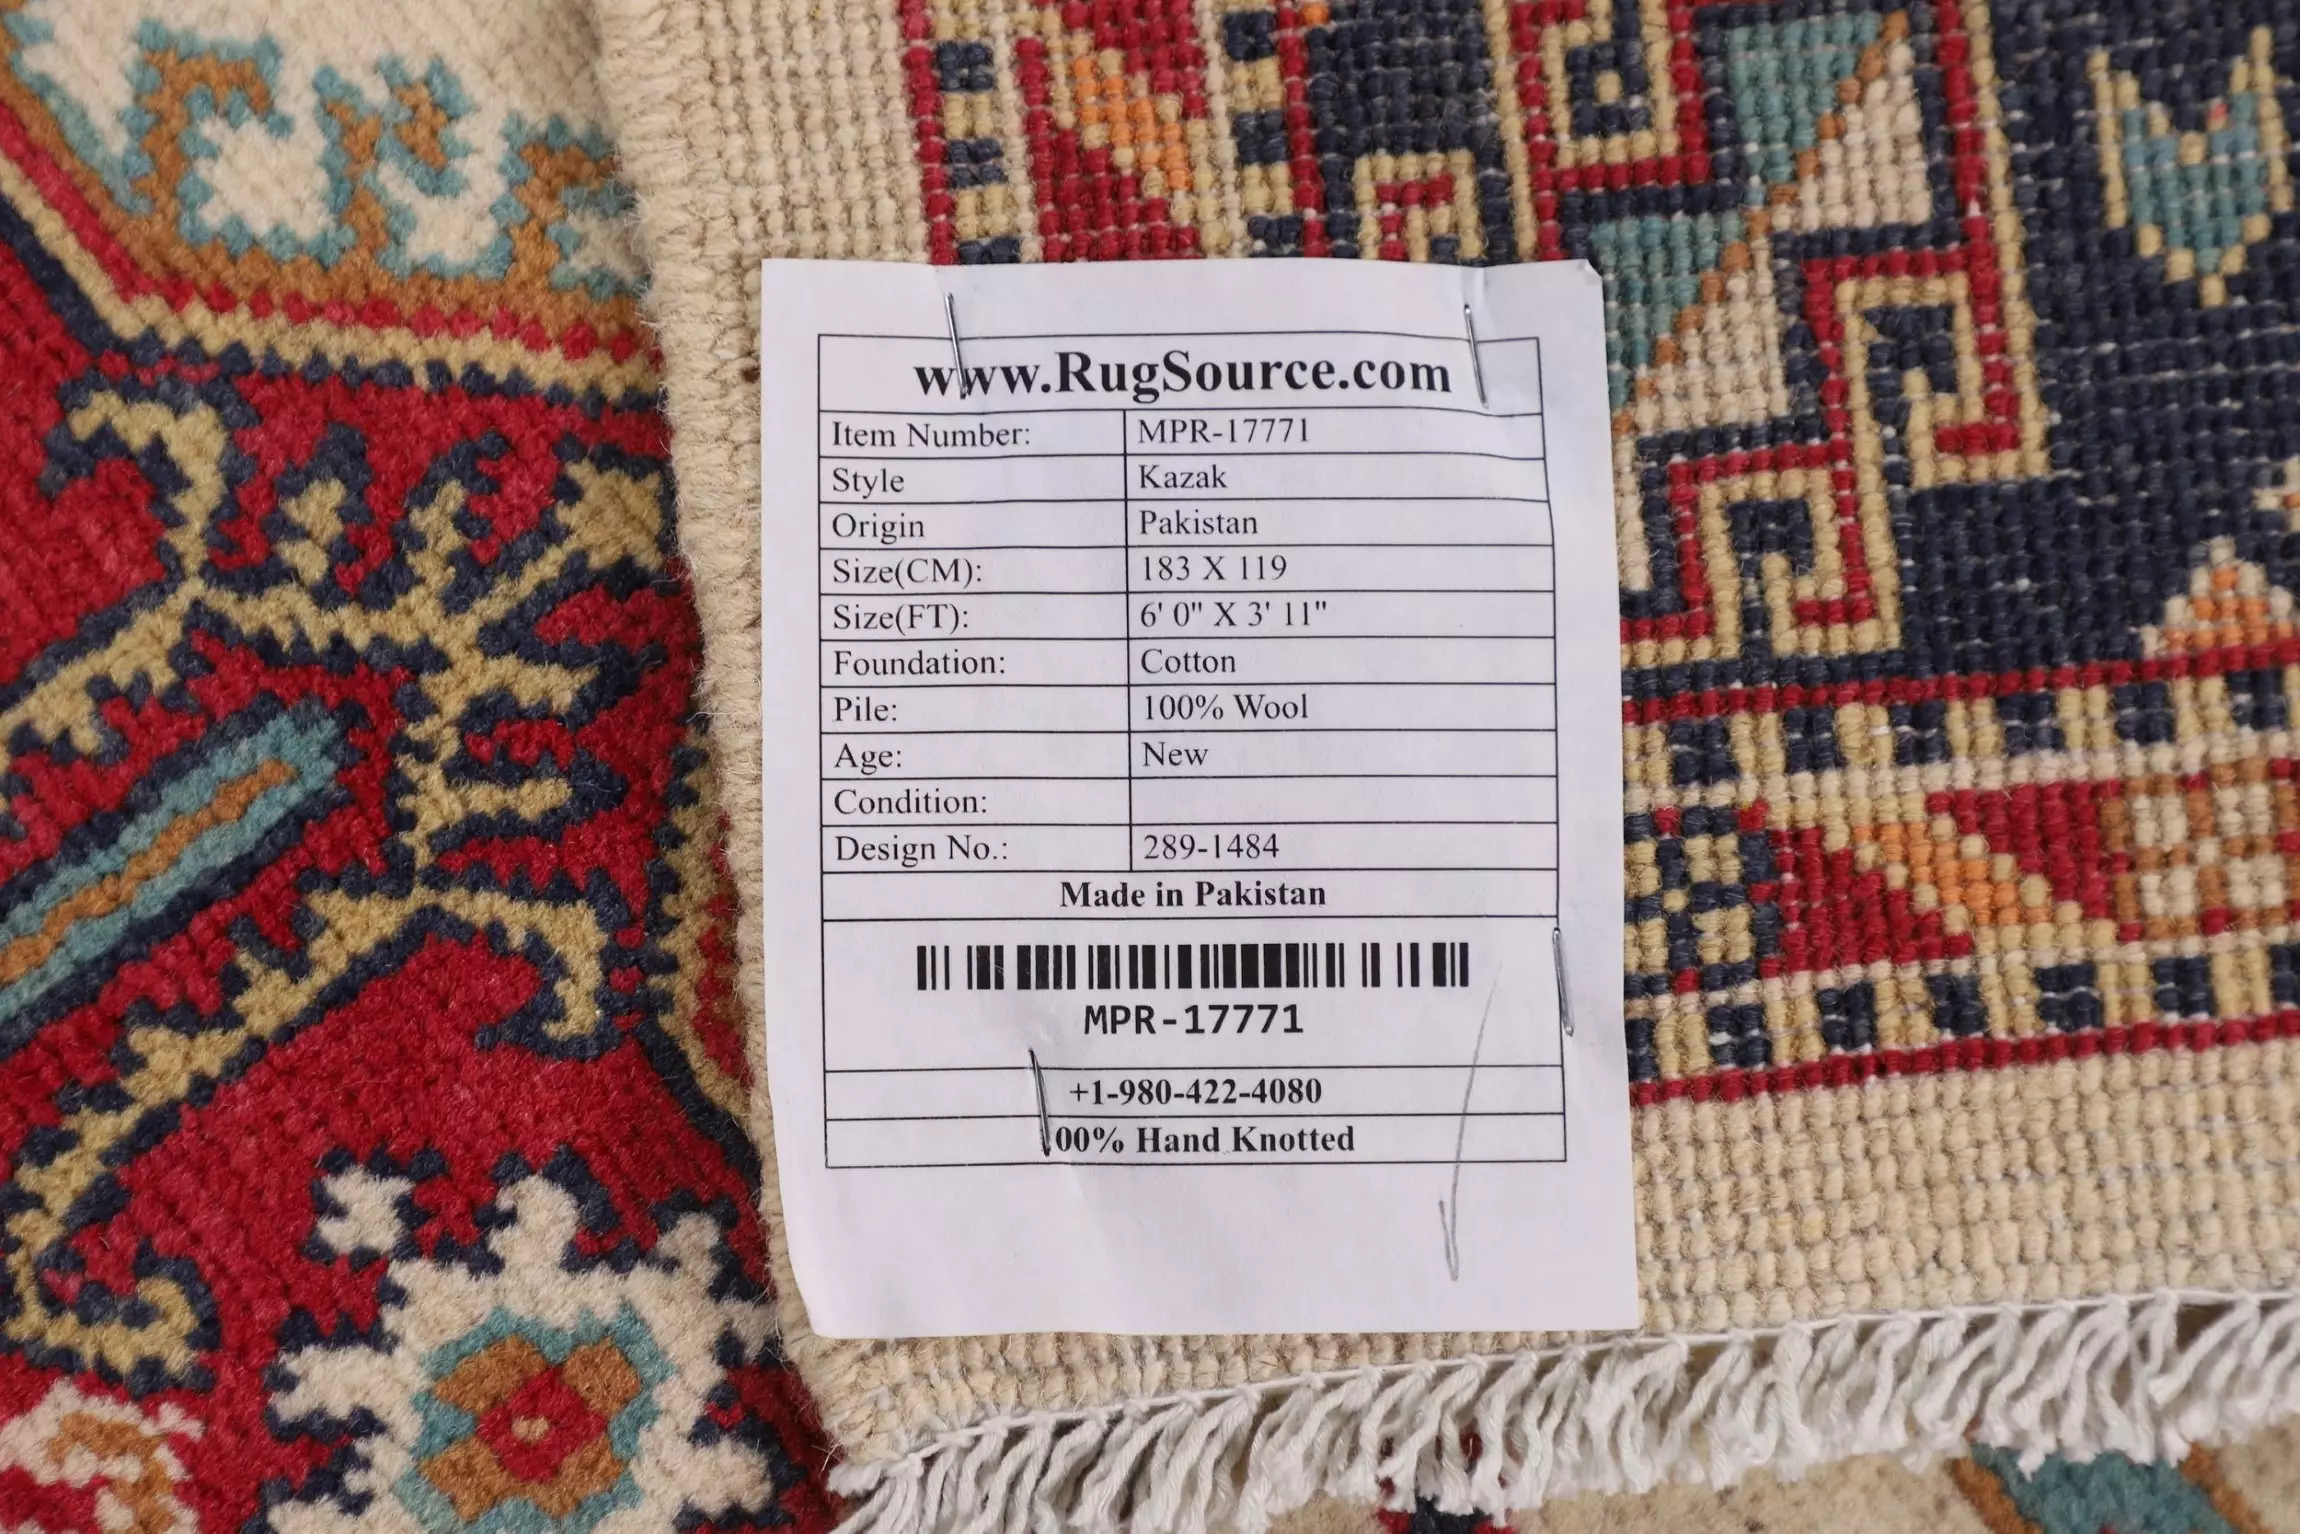 www.RugSource.com
Item Number: MPR-17771
Style Kazak
Origin Pakistan
Size(CM): 183 X 119
Size(FT): 6' 0" X 3' 11"
Foundation: Cotton
Pile: 100% Wool
Age: New
Condition:
Design No.: 289-1484
Made in Pakistan
MPR-17771
+1-980-422-4080
100% Hand Knotted